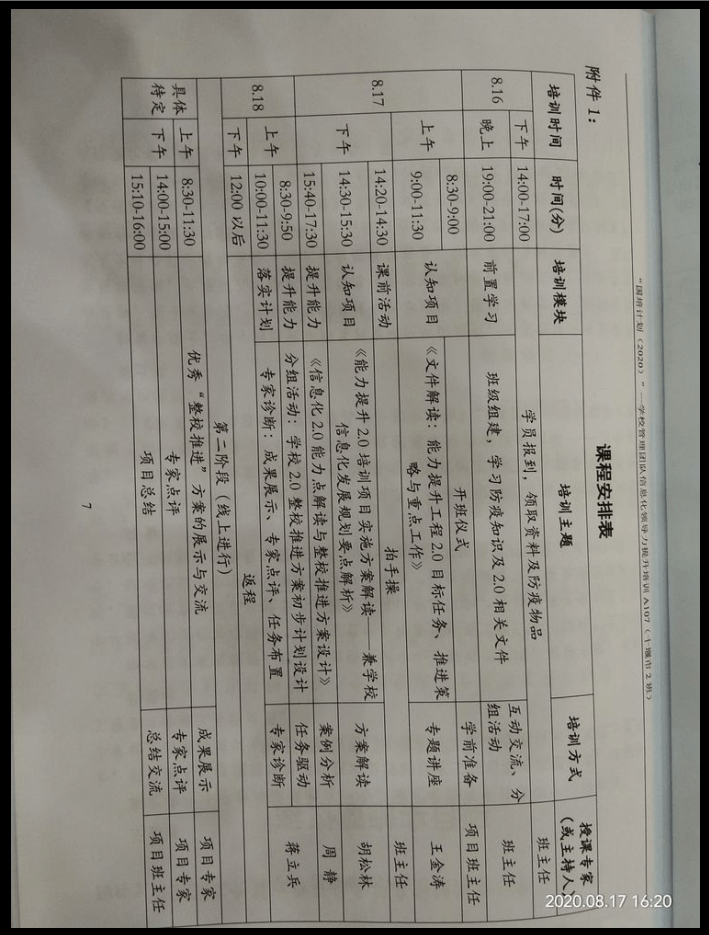 “国培计划（2020）”—学校管理团队信息化领导力提升培训A107（十堰市2班）
附件1：
课程安排表
培训时间 时间(分) 培训模块 培训主题 培训方式 授课专家
（或主持人）
8.16 下午 14:00-17:00 学员报到，领取资料及防疫物品 班主任
晚上 19:00-21:00 前置学习 班级组建，学习防疫知识及2.0相关文件 互动交流、分
组活动 班主任
8.17 上午 8:30-9:00 认知项目 开班仪式 学前准备 项目班主任
9:00-11:30 《文件解读：能力提升工程2.0目标任务、推进策
略与重点工作》 专题讲座 王金涛
下午 14:20-14:30 课前活动 拍手操 班主任
14:30-15:30 认知项目 《能力提升2.0培训项目实施方案解读 兼学校
信息化发展规划要点解析》 方案解读 胡松林
15:40-17:30 提升能力 《信息化2.0能力点解读与整校推进方案设计》 案例分析 周静
8.18 上午 8:30-9:50 提升能力 分组活动：学校2.0整校推进方案初步计划设计 任务驱动 蒋立兵
10:00-11:30 落实计划 专家诊断：成果展示、专家点评、任务布置 专家诊断
下午 12:00以后 返程
第二阶段（线上进行）
具体
待定 上午 8:30-11:30 优秀“整校推进”方案的展示与交流 成果展示 项目专家
下午 14:00-15:00 专家点评 专家点评 项目专家
15:10-16:00 项目总结 总结交流 项目班主任
7
2020.08.17 16:20